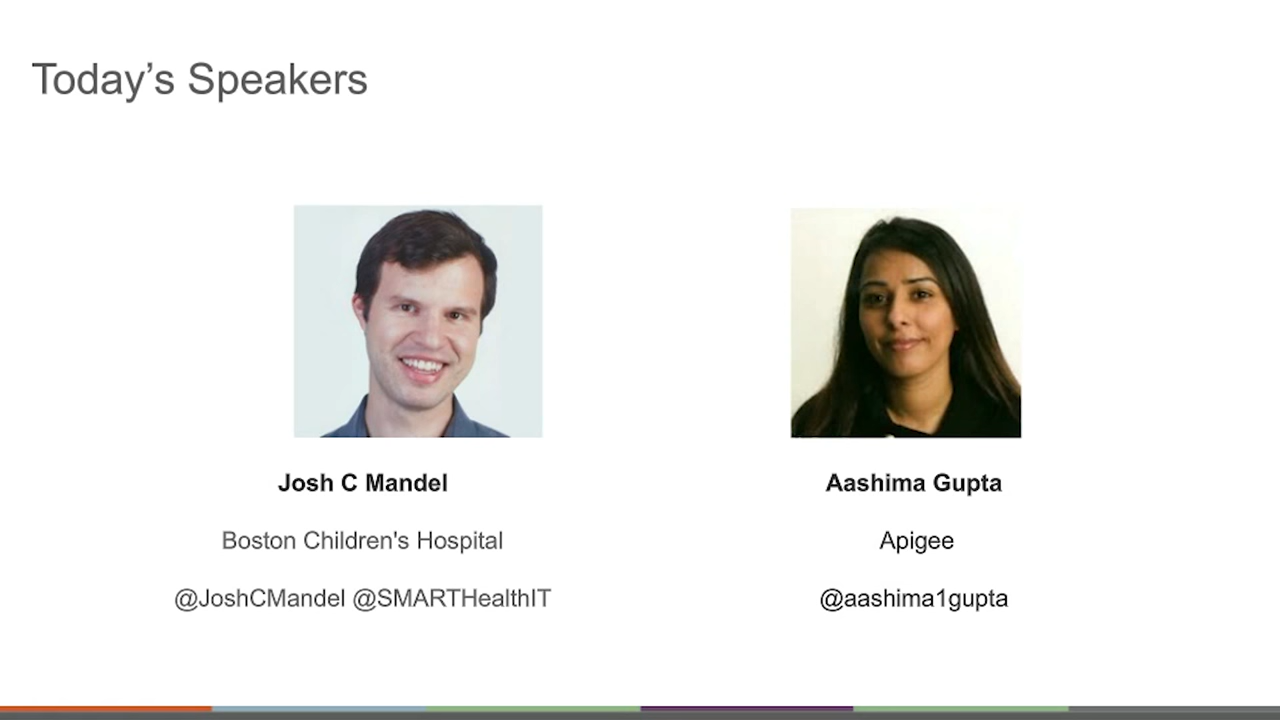 Today’s Speakers
Josh C Mandel
Boston Children's Hospital
@JoshCMandel @SMARTHealthIT
Aashima Gupta
Apigee
@aashima1gupta